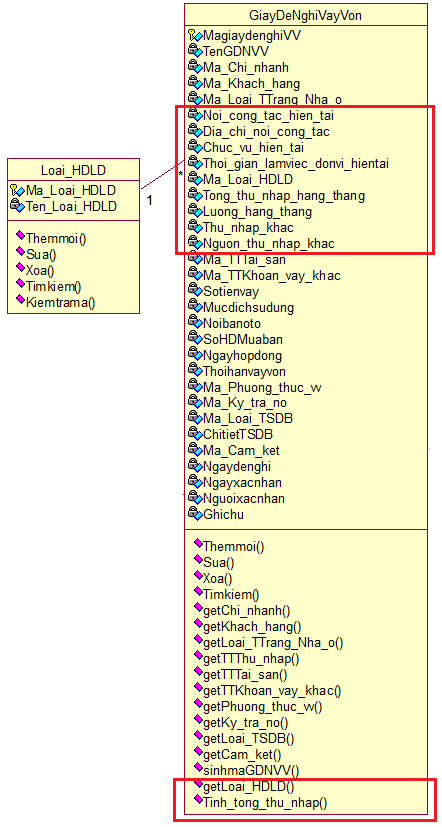 GiayDeNghiVayVon
MagiaydenghiVV
TenGDNVV
Ma_Chi_nhanh
Ma_Khach_hang
Ma_Loai_TTrang_Nha_o
Noi_cong_tac_hien_tai
Dia_chi_noi_cong_tac
Chuc_vu_hien_tai
Thoi_gian_lamviec_donvi_hientai
Ma_Loai_HDLD
Tong_thu_nhap_hang_thang
Luong_hang_thang
Thu_nhap_khac
Nguon_thu_nhap_khac
Ma_TTTai_san
Ma_TTKhoan_vay_khac
Sotienvay
Mucdichsudung
Noibanoto
SoHDMuaban
Ngayhopdong
Thoihanvayvon
Ma_Phuong_thuc_vv
Ma_Ky_tra_no
Ma_Loai_TSDB
ChitietTSDB
Ma_Cam_ket
Ngaydenghi
Ngayxacnhan
Nguoixacnhan
Ghichu
Themmoi()
Sua()
Xoa()
Timkiem()
getChi_nhanh()
getKhach_hang()
getLoai_TTrang_Nha_o()
getTTThu_nhap()
getTTTai_san()
getTTKhoan_vay_khac()
getPhuong_thuc_vv()
getKy_tra_no()
getLoai_TSDB()
getCam_ket()
sinhmaGDNVV()
getLoai_HDLD()
Tinh_tong_thu_nhap()
Loai_HDLD
Ma_Loai_HDLD
Ten_Loai_HDLD
Themmoi()
Sua()
Xoa()
Timkiem()
Kiemtrama()
1
*